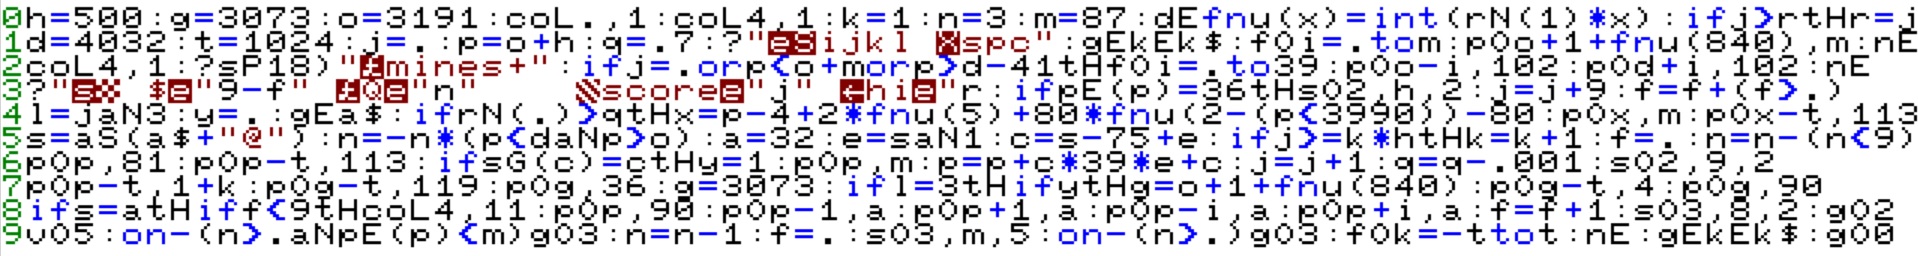 0h=500:g=3073:o=3191:coL.,1:coL4,1:k=1:n=3:m=87:dEfnu(x)=int(rN(1)*x):ifj>rtHr=j
1d=4032:t=1024:j=.:p=o+h:q=.7:?"eSijkl Xspc":gEkEk$:fOi=.tom:pOo+1+fnu(840),m:nE
2coL4,1:?sP18)"£mines+":ifj=.orp<o+morp>d-41tHfOi=.to39:pOo-i,102:pOd+i,102:nE
3?"s▒ $e"9-f" £Qe"n"    ▧scoree"j" ←hie"r:ifpE(p)=36tHsO2,h,2:j=j+9:f=f+(f>.)
4l=jaN3:y=.:gEa$:ifrN(.)>qtHx=p-4+2*fnu(5)+80*fnu(2-(p<3990))-80:pOx,m:pOx-t,113
5s=aS(a$+"@"):n=-n*(p<daNp>o):a=32:e=saN1:c=s-75+e:ifj>=k*htHk=k+1:f=.:n=n-(n<9)
6pOp,81:pOp-t,113:ifsG(c)=ctHy=1:pOp,m:p=p+c*39*e+c:j=j+1:q=q-.001:sO2,9,2
7pOp-t,1+k:pOg-t,119:pOg,36:g=3073:ifl=3tHifytHg=o+1+fnu(840):pOg-t,4:pOg,90
8ifs=atHiff<9tHcoL4,11:pOp,90:pOp-1,a:pOp+1,a:pOp-i,a:pOp+i,a:f=f+1:sO3,8,2:gO2
9vO5:on-(n>.aNpE(p)<m)gO3:n=n-1:f=.:sO3,m,5:on-(n>.)gO3:fOk=-ttot:nE:gEkEk$:gO0